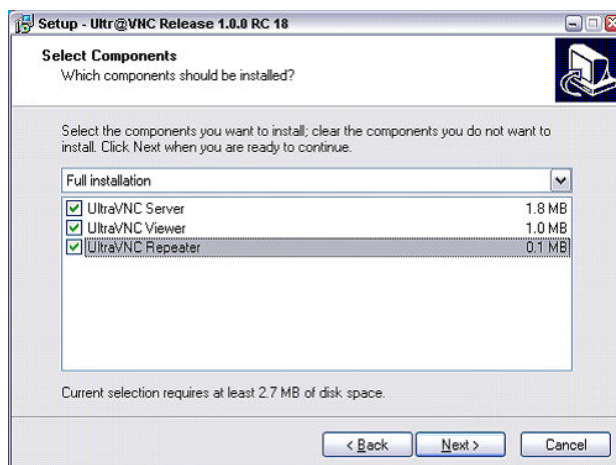 Setup - Ultr@VNC Release 1.0.0 RC 18
Select Components
Which components should be installed?
Select the components you want to install; clear the components you do not want to
install. Click Next when you are ready to continue.
Full installation
UltraVNC Server 1.8 MB
UltraVNC Viewer 1.0 MB
UltraVNC Repeater 0.1 MB
Current selection requires at least 2.7 MB of disk space.
< Back Next > Cancel